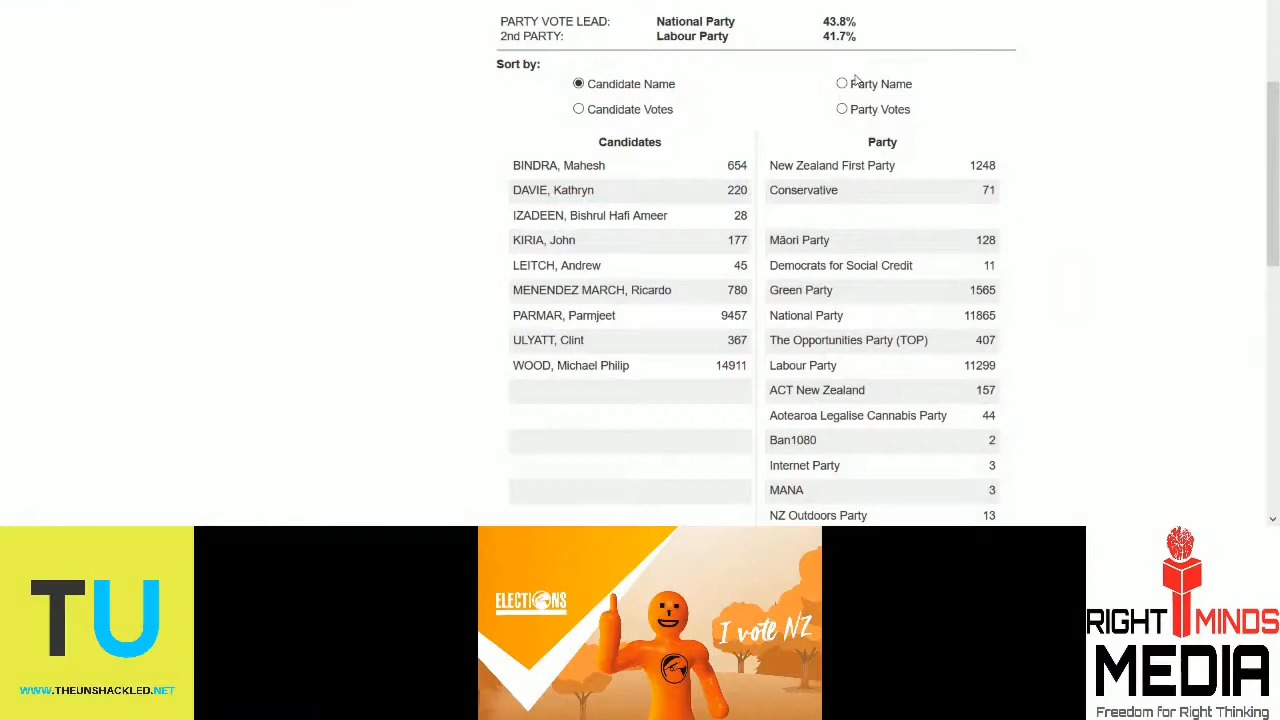 PARTY VOTE LEAD: National Party 43.8%
2nd PARTY: Labour Party 41.7%
Sort by:
Candidate Name Party Name
Candidate Votes Party Votes
Candidates Party
BINDRA, Mahesh 654 New Zealand First Party 1248
DAVIE, Kathryn 220 Conservative 71
IZADEEN, Bishrul Hafi Ameer 28
KIRIA, John 177 Māori Party 128
LEITCH, Andrew 45 Democrats for Social Credit 11
MENENDEZ MARCH, Ricardo 780 Green Party 1565
PARMAR, Parmjeet 9457 National Party 11865
ULYATT, Clint 367 The Opportunities Party (TOP) 407
WOOD, Michael Philip 14911 Labour Party 11299
ACT New Zealand 157
Aotearoa Legalise Cannabis Party 44
Ban1080 2
Internet Party 3
MANA 3
NZ Outdoors Party 13
TU
WWW.THEUNSHACKLED.NET
ELECTIONS
I vote NZ
RIGHT MINDS
MEDIA
Freedom for Right Thinking